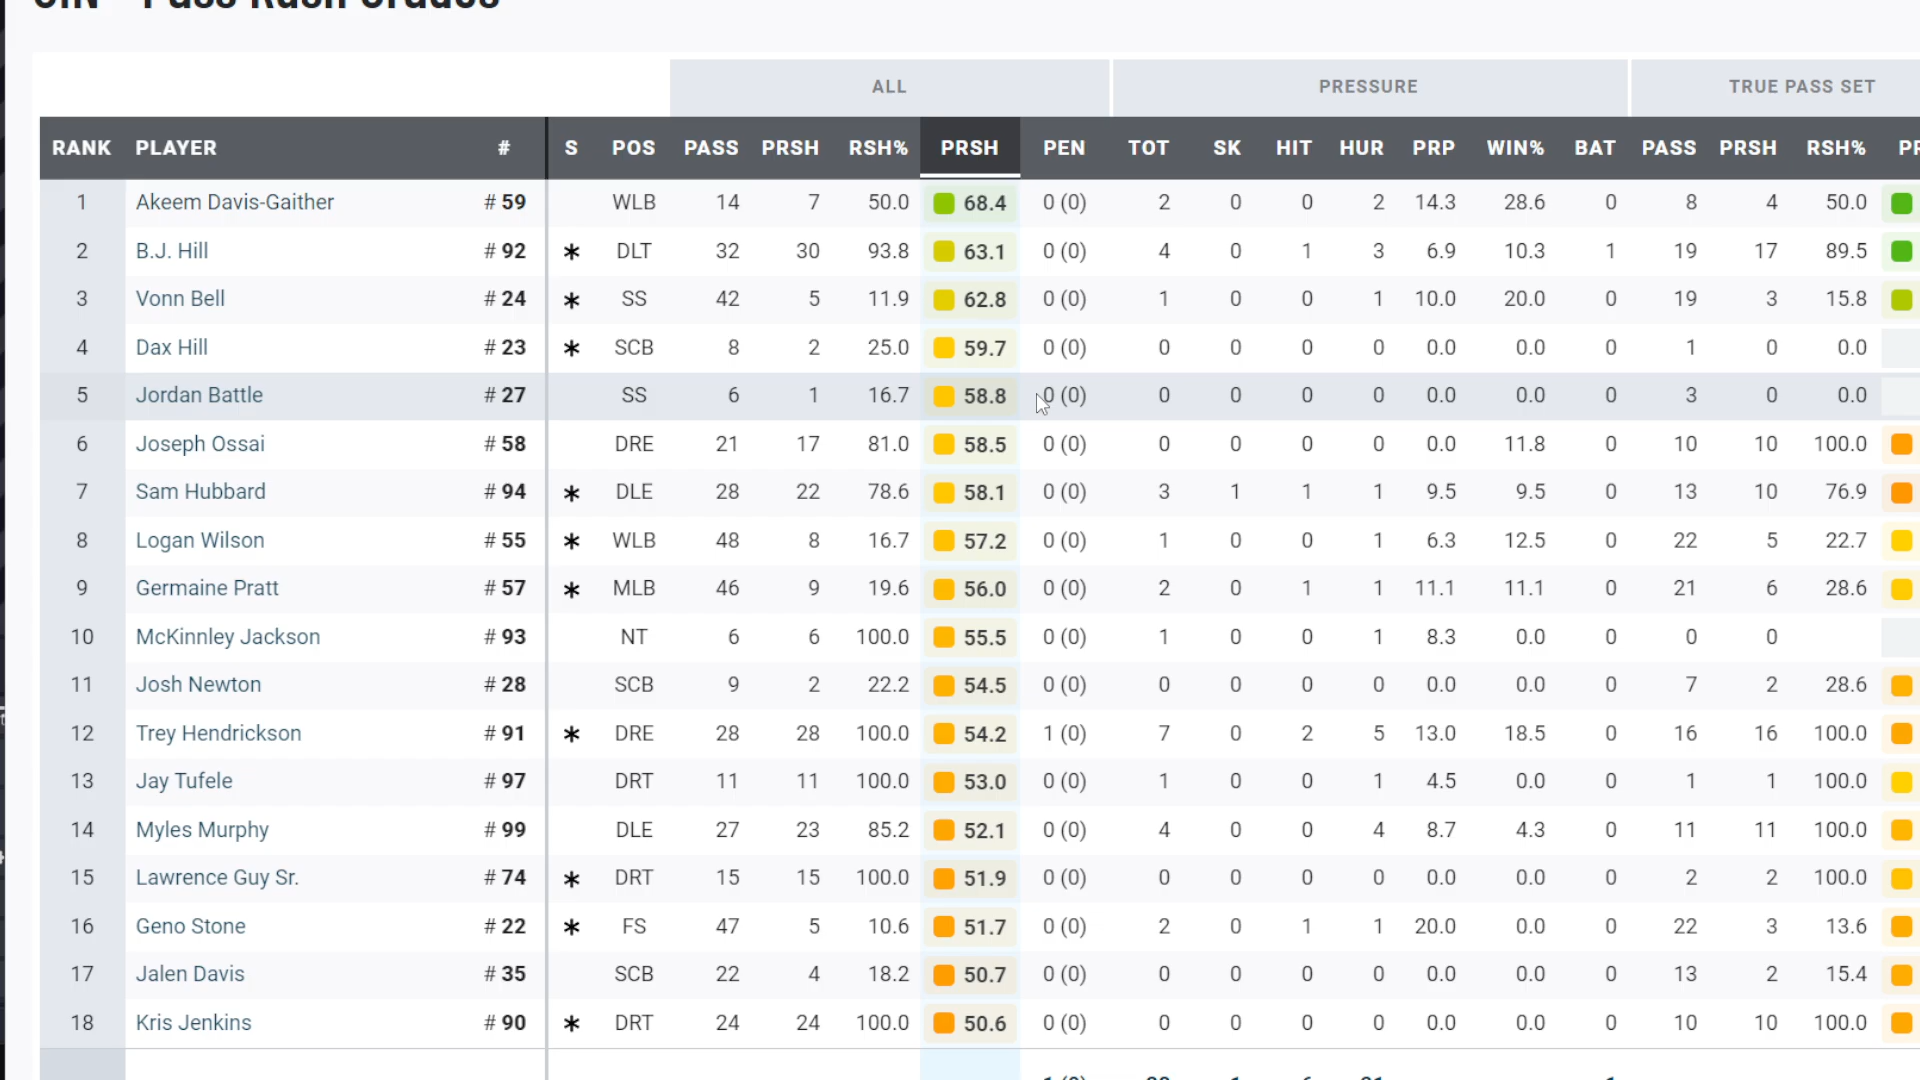 CIN - Pass Rush Grades
ALL PRESSURE TRUE PASS SET
RANK PLAYER # S POS PASS PRSH RSH% PRSH PEN TOT SK HIT HUR PRP WIN% BAT PASS PRSH RSH%
1 Akeem Davis-Gaither # 59 WLB 14 7 50.0 68.4 0 (0) 2 0 0 2 14.3 28.6 0 8 4 50.0
2 B.J. Hill # 92 * DLT 32 30 93.8 63.1 0 (0) 4 0 1 3 6.9 10.3 1 19 17 89.5
3 Vonn Bell # 24 * SS 42 5 11.9 62.8 0 (0) 1 0 0 1 10.0 20.0 0 19 3 15.8
4 Dax Hill # 23 * SCB 8 2 25.0 59.7 0 (0) 0 0 0 0 0.0 0.0 0 1 0 0.0
5 Jordan Battle # 27 SS 6 1 16.7 58.8 0 (0) 0 0 0 0 0.0 0.0 0 3 0 0.0
6 Joseph Ossai # 58 DRE 21 17 81.0 58.5 0 (0) 0 0 0 0 0.0 11.8 0 10 10 100.0
7 Sam Hubbard # 94 * DLE 28 22 78.6 58.1 0 (0) 3 1 1 1 9.5 9.5 0 13 10 76.9
8 Logan Wilson # 55 * WLB 48 8 16.7 57.2 0 (0) 1 0 0 1 6.3 12.5 0 22 5 22.7
9 Germaine Pratt # 57 * MLB 46 9 19.6 56.0 0 (0) 2 0 1 1 11.1 11.1 0 21 6 28.6
10 McKinnley Jackson # 93 NT 6 6 100.0 55.5 0 (0) 1 0 0 1 8.3 0.0 0 0 0
11 Josh Newton # 28 SCB 9 2 22.2 54.5 0 (0) 0 0 0 0 0.0 0.0 0 7 2 28.6
12 Trey Hendrickson # 91 * DRE 28 28 100.0 54.2 1 (0) 7 0 2 5 13.0 18.5 0 16 16 100.0
13 Jay Tufele # 97 DRT 11 11 100.0 53.0 0 (0) 1 0 0 1 4.5 0.0 0 1 1 100.0
14 Myles Murphy # 99 DLE 27 23 85.2 52.1 0 (0) 4 0 0 4 8.7 4.3 0 11 11 100.0
15 Lawrence Guy Sr. # 74 * DRT 15 15 100.0 51.9 0 (0) 0 0 0 0 0.0 0.0 0 2 2 100.0
16 Geno Stone # 22 * FS 47 5 10.6 51.7 0 (0) 2 0 1 1 20.0 0.0 0 22 3 13.6
17 Jalen Davis # 35 SCB 22 4 18.2 50.7 0 (0) 0 0 0 0 0.0 0.0 0 13 2 15.4
18 Kris Jenkins # 90 * DRT 24 24 100.0 50.6 0 (0) 0 0 0 0 0.0 0.0 0 10 10 100.0